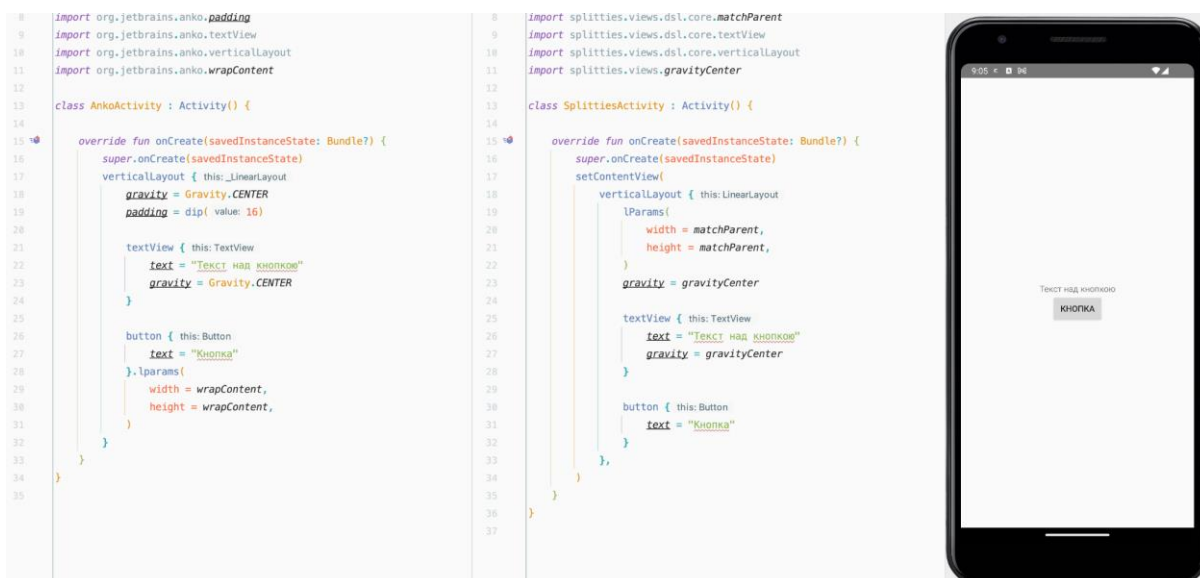 8 import org.jetbrains.anko.padding
9 import org.jetbrains.anko.textView
10 import org.jetbrains.anko.verticalLayout
11 import org.jetbrains.anko.wrapContent
12
13 class AnkoActivity : Activity() {
14
15 override fun onCreate(savedInstanceState: Bundle?) {
16 super.onCreate(savedInstanceState)
17 verticalLayout { this: _LinearLayout
18 gravity = Gravity.CENTER
19 padding = dip( value: 16)
20
21 textView { this: TextView
22 text = "Текст над кнопкою"
23 gravity = Gravity.CENTER
24 }
25
26 button { this: Button
27 text = "Кнопка"
28 }.lparams(
29 width = wrapContent,
30 height = wrapContent,
31 )
32 }
33 }
34 }
35
8 import splitties.views.dsl.core.matchParent
9 import splitties.views.dsl.core.textView
10 import splitties.views.dsl.core.verticalLayout
11 import splitties.views.gravityCenter
12
13 class SplittiesActivity : Activity() {
14
15 override fun onCreate(savedInstanceState: Bundle?) {
16 super.onCreate(savedInstanceState)
17 setContentView(
18 verticalLayout { this: LinearLayout
19 lParams(
20 width = matchParent,
21 height = matchParent,
22 )
23 gravity = gravityCenter
24
25 textView { this: TextView
26 text = "Текст над кнопкою"
27 gravity = gravityCenter
28 }
29
30 button { this: Button
31 text = "Кнопка"
32 }
33 },
34 )
35 }
36 }
37
9:05
Текст над кнопкою
КНОПКА